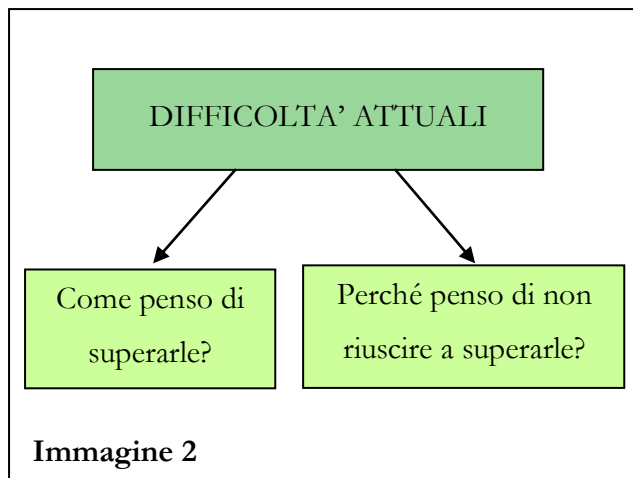 DIFFICOLTA' ATTUALI
Come penso di
superarle?
Perché penso di non
riuscire a superarle?
Immagine 2